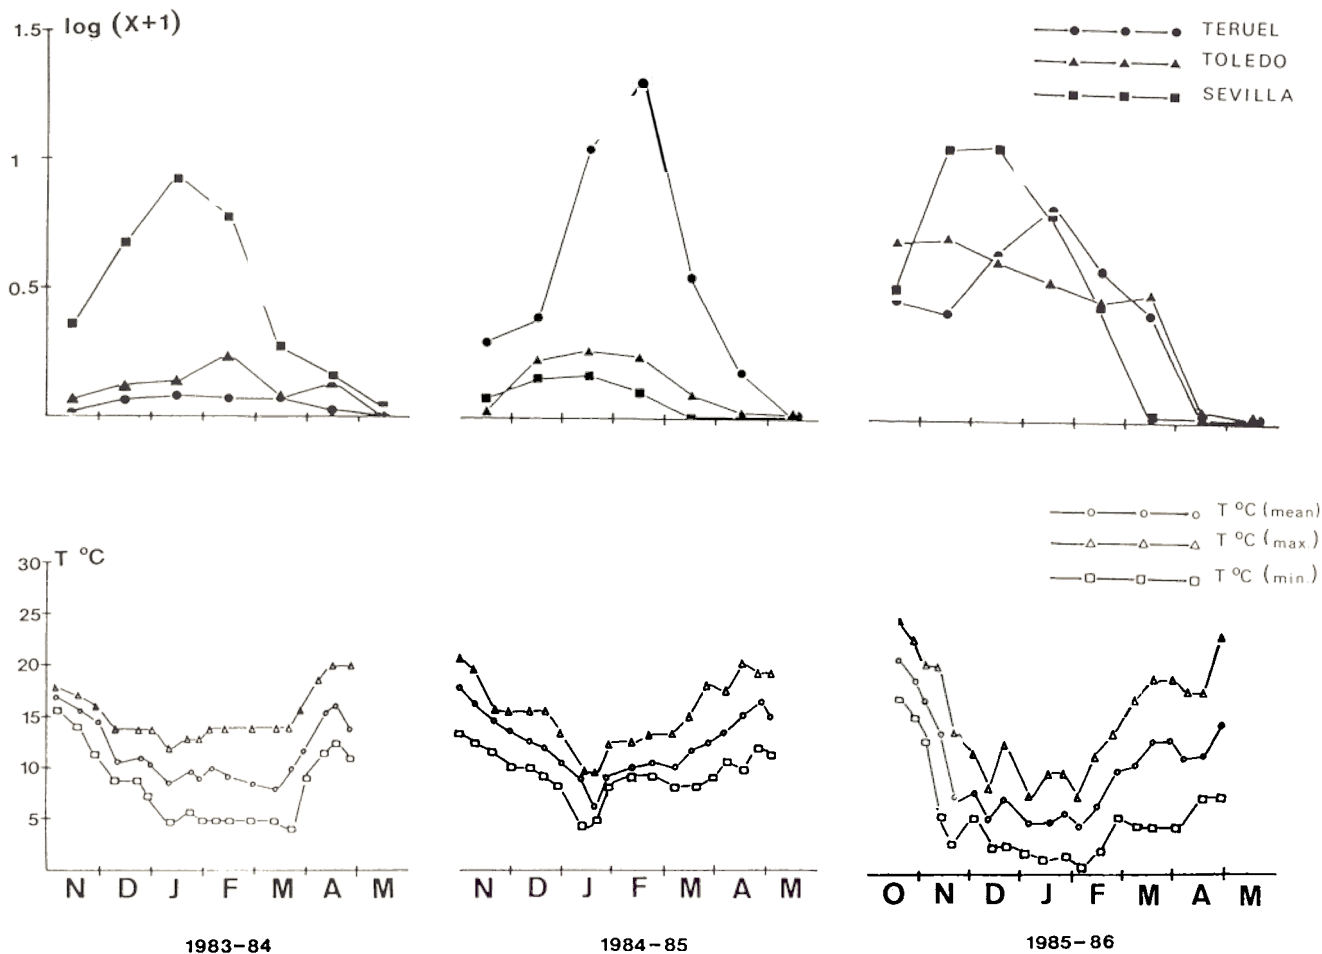 1.5 log (X+1)
TERUEL
TOLEDO
SEVILLA
1
0.5
T °C (mean)
T °C (max.)
T °C (min.)
30 T °C
25
20
15
10
5
N D J F M A M
N D J F M A M
O N D J F M A M
1983-84
1984-85
1985-86